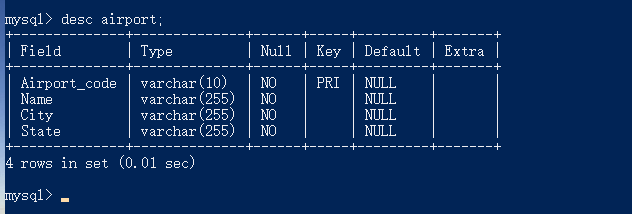 mysql> desc airport;
+--------------+--------------+------+-----+---------+-------+
| Field        | Type         | Null | Key | Default | Extra |
+--------------+--------------+------+-----+---------+-------+
| Airport_code | varchar(10)  | NO   | PRI | NULL    |       |
| Name         | varchar(255) | NO   |     | NULL    |       |
| City         | varchar(255) | NO   |     | NULL    |       |
| State        | varchar(255) | NO   |     | NULL    |       |
+--------------+--------------+------+-----+---------+-------+
4 rows in set (0.01 sec)
mysql> _